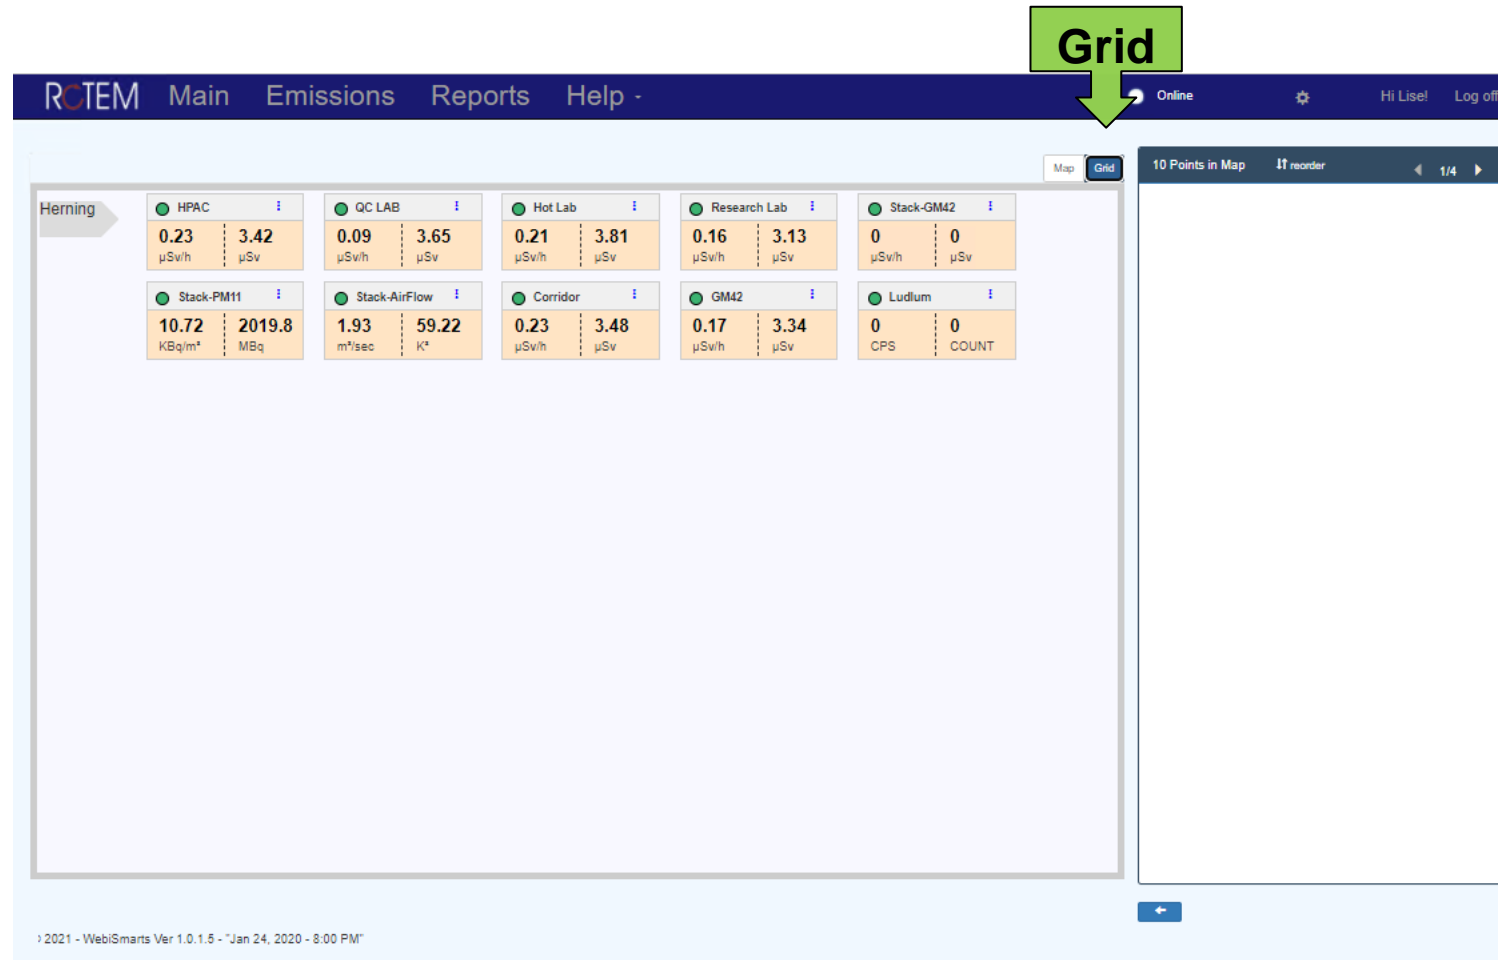 Grid
RCTEM Main Emissions Reports Help - Online Hi Lise! Log off
Map Grid 10 Points in Map reorder 1/4
Herning
HPAC QC LAB Hot Lab Research Lab Stack-GM42
0.23 3.42 0.09 3.65 0.21 3.81 0.16 3.13 0 0
µSv/h µSv µSv/h µSv µSv/h µSv µSv/h µSv µSv/h µSv
Stack-PM11 Stack-AirFlow Corridor GM42 Ludlum
10.72 2019.8 1.93 59.22 0.23 3.48 0.17 3.34 0 0
MBq µSv/h µSv µSv/h µSv CPS COUNT
2021 - WebiSmarts Ver 1.0.1.5 - "Jan 24, 2020 - 8:00 PM"